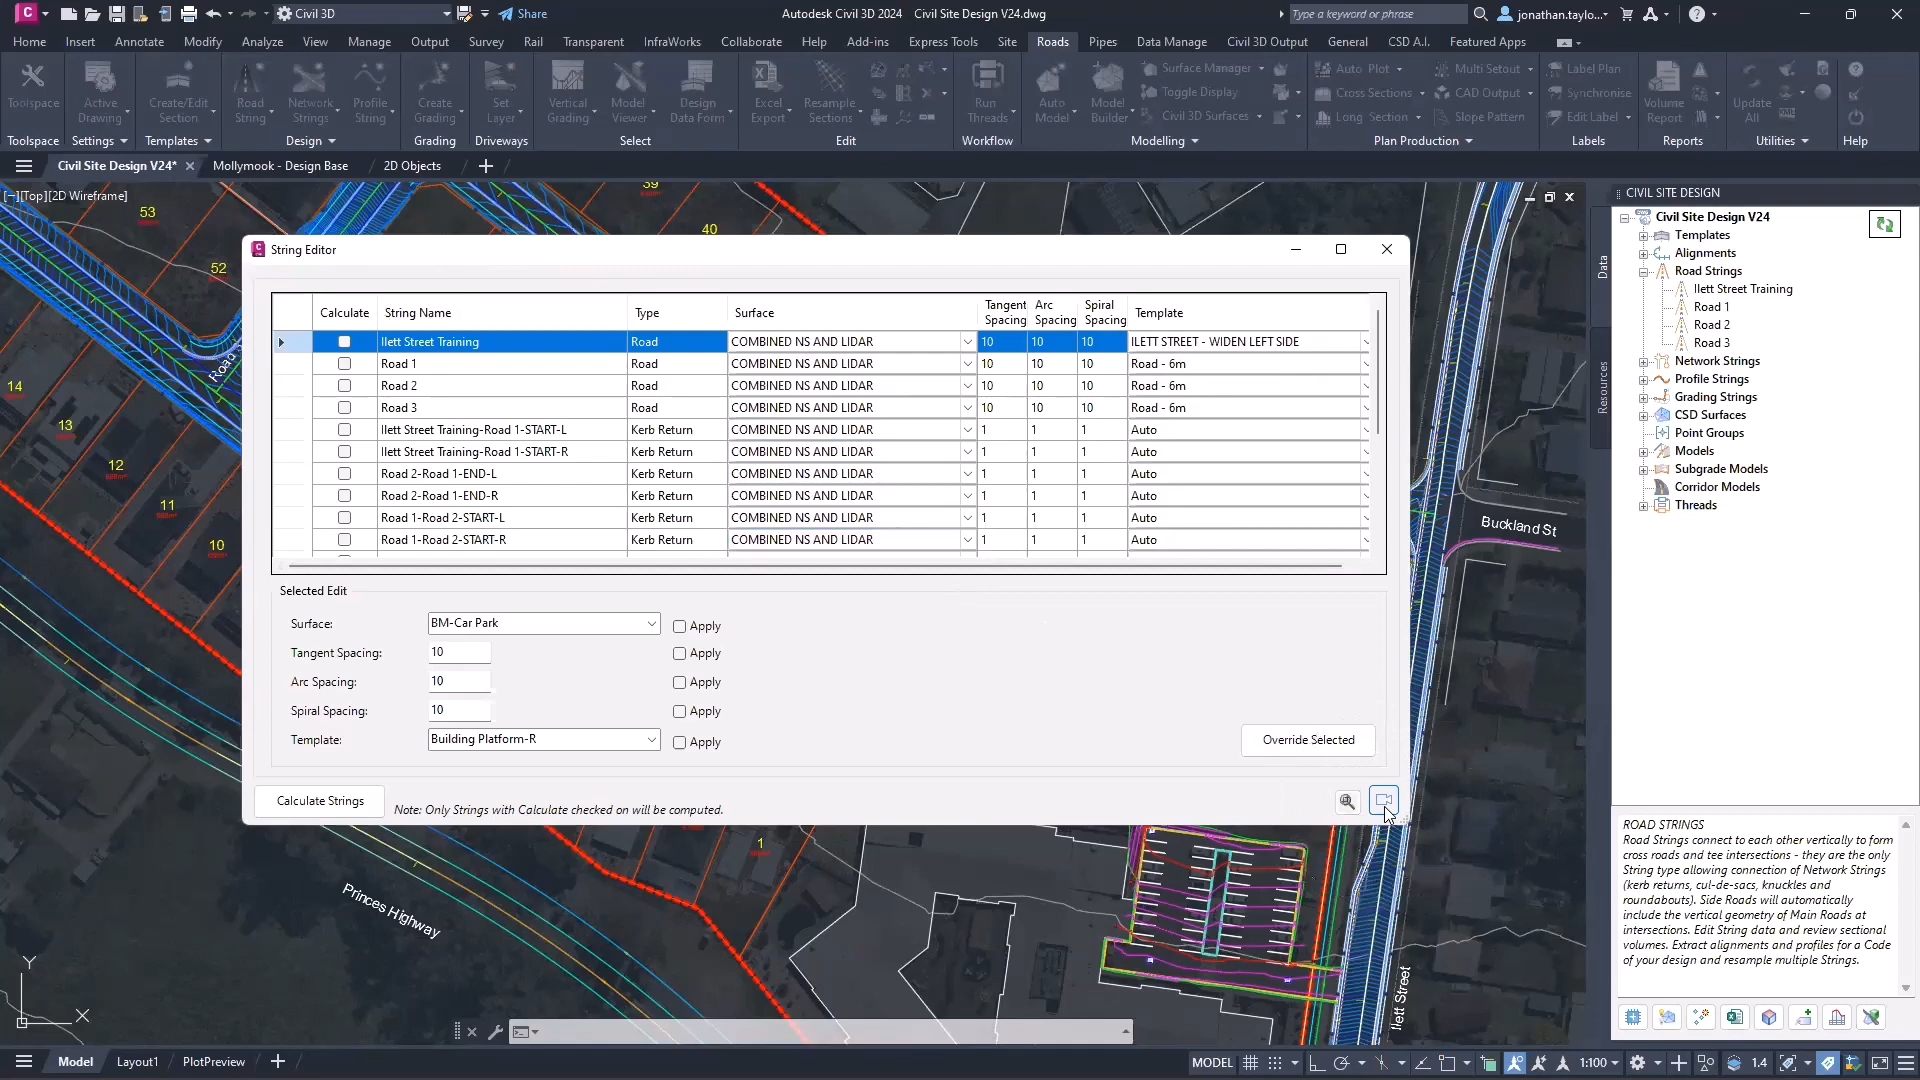 C
Civil 3D
Share
Autodesk Civil 3D 2024 Civil Site Design V24.dwg
Type a keyword or phrase
jonathan.taylo...
Home Insert Annotate Modify Analyze View Manage Output Survey Rail Transparent InfraWorks Collaborate Help Add-ins Express Tools Site Roads Pipes Data Manage Civil 3D Output General CSD A.I. Featured Apps
Toolspace
Active Drawing
Create/Edit Section
Road String
Network Strings
Profile String
Create Grading
Set Layer
Vertical Grading
Model Viewer
Design Data Form
Excel Export
Resample Sections
Run Threads
Auto Model
Model Builder
Surface Manager
Toggle Display
Civil 3D Surfaces
Auto Plot
Cross Sections
Long Section
Multi Setout
CAD Output
Slope Pattern
Label Plan
Synchronise
Edit Label
Volume Report
Update All
Toolspace Settings Templates Design Grading Driveways Select Edit Workflow Modelling Plan Production Labels Reports Utilities Help
Civil Site Design V24* Mollymook - Design Base 2D Objects
[−][Top][2D Wireframe]
39
53
40
52
14
13
12
11
10
1
Road
Princes Highway
Buckland St
Ilett Street
Y
X
String Editor
Calculate String Name Type Surface Tangent Spacing Arc Spacing Spiral Spacing Template
Ilett Street Training Road COMBINED NS AND LIDAR 10 10 10 ILETT STREET - WIDEN LEFT SIDE
Road 1 Road COMBINED NS AND LIDAR 10 10 10 Road - 6m
Road 2 Road COMBINED NS AND LIDAR 10 10 10 Road - 6m
Road 3 Road COMBINED NS AND LIDAR 10 10 10 Road - 6m
Ilett Street Training-Road 1-START-L Kerb Return COMBINED NS AND LIDAR 1 1 1 Auto
Ilett Street Training-Road 1-START-R Kerb Return COMBINED NS AND LIDAR 1 1 1 Auto
Road 2-Road 1-END-L Kerb Return COMBINED NS AND LIDAR 1 1 1 Auto
Road 2-Road 1-END-R Kerb Return COMBINED NS AND LIDAR 1 1 1 Auto
Road 1-Road 2-START-L Kerb Return COMBINED NS AND LIDAR 1 1 1 Auto
Road 1-Road 2-START-R Kerb Return COMBINED NS AND LIDAR 1 1 1 Auto
Selected Edit
Surface: BM-Car Park Apply
Tangent Spacing: 10 Apply
Arc Spacing: 10 Apply
Spiral Spacing: 10 Apply
Template: Building Platform-R Apply
Override Selected
Calculate Strings
Note: Only Strings with Calculate checked on will be computed.
CIVIL SITE DESIGN
Data
Resources
Civil Site Design V24
Templates
Alignments
Road Strings
Ilett Street Training
Road 1
Road 2
Road 3
Network Strings
Profile Strings
Grading Strings
CSD Surfaces
Point Groups
Models
Subgrade Models
Corridor Models
Threads
ROAD STRINGS
Road Strings connect to each other vertically to form
cross roads and tee intersections - they are the only
String type allowing connection of Network Strings
(kerb returns, cul-de-sacs, knuckles and
roundabouts). Side Roads will automatically
include the vertical geometry of Main Roads at
intersections. Edit String data and review sectional
volumes. Extract alignments and profiles for a Code
of your design and resample multiple Strings.
Model Layout1 PlotPreview
MODEL 1:100 1.4